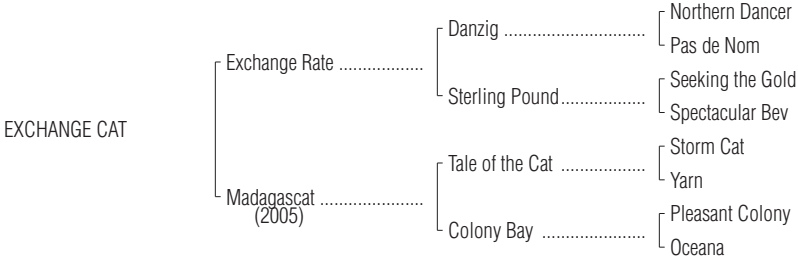 Northern Dancer
Danzig ..............................
Pas de Nom
Exchange Rate ..................
Seeking the Gold
Sterling Pound..................
Spectacular Bev
EXCHANGE CAT
Storm Cat
Tale of the Cat ..................
Yarn
Madagascat ......................
(2005)
Pleasant Colony
Colony Bay ......................
Oceana